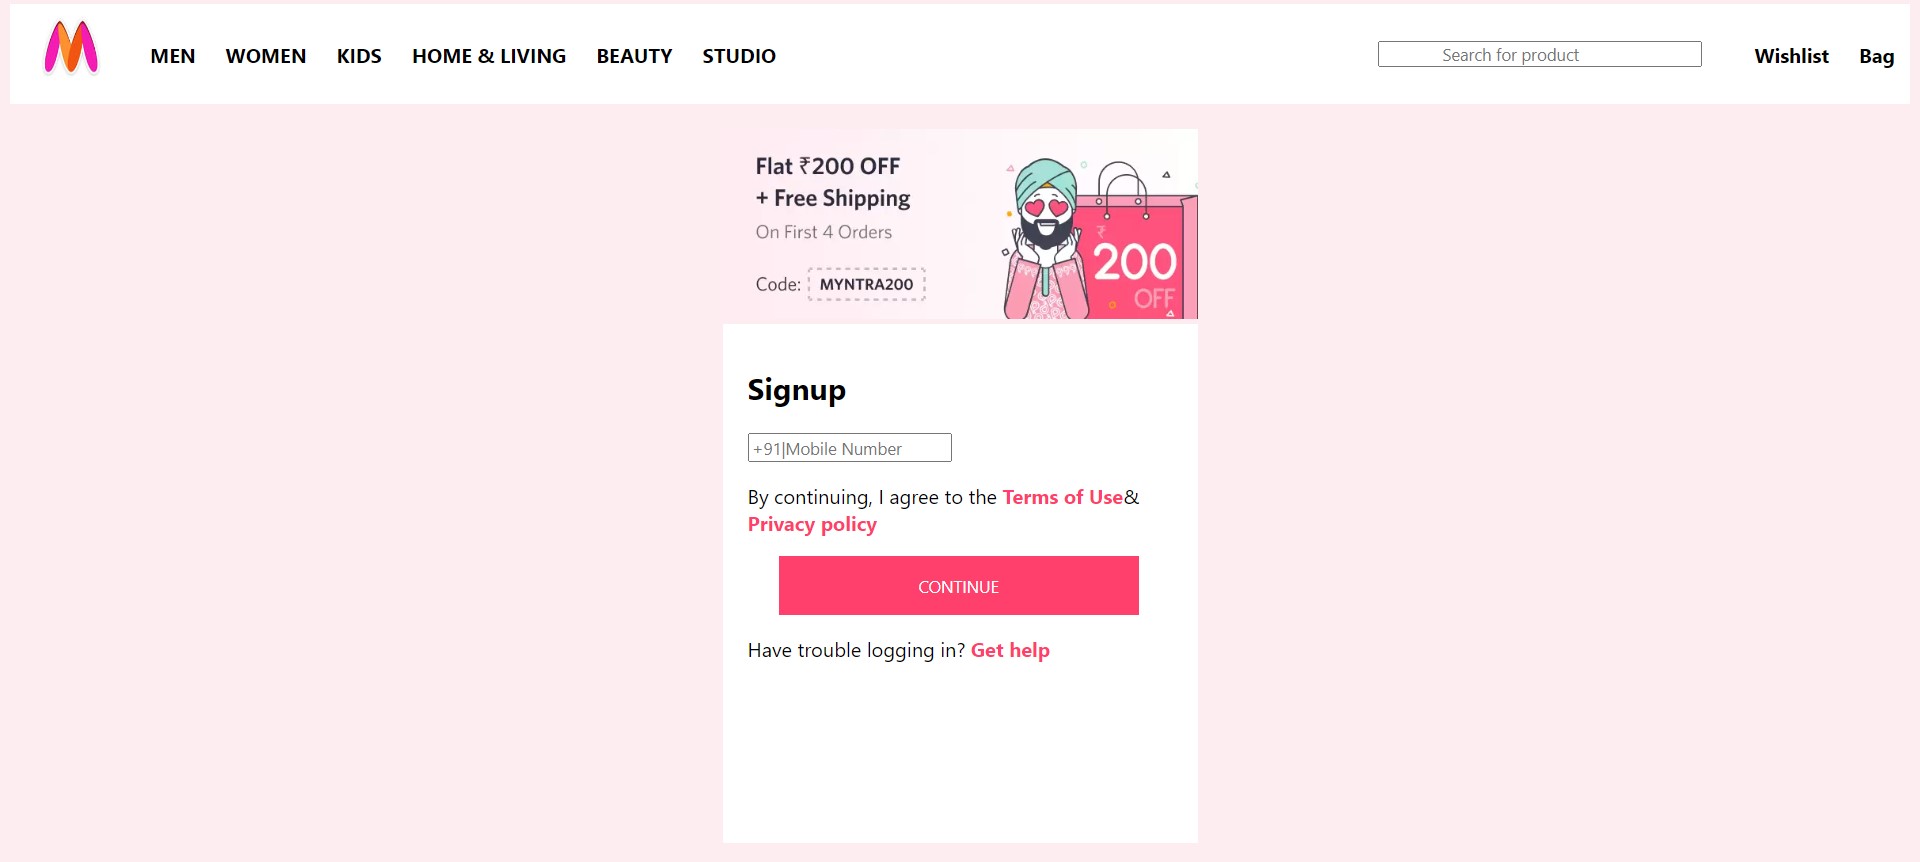 MEN WOMEN KIDS HOME & LIVING BEAUTY STUDIO Search for product Wishlist Bag
Flat ₹200 OFF
+ Free Shipping
On First 4 Orders
Code: MYNTRA200
₹
200
OFF
Signup
+91|Mobile Number
By continuing, I agree to the Terms of Use&
Privacy policy
CONTINUE
Have trouble logging in? Get help